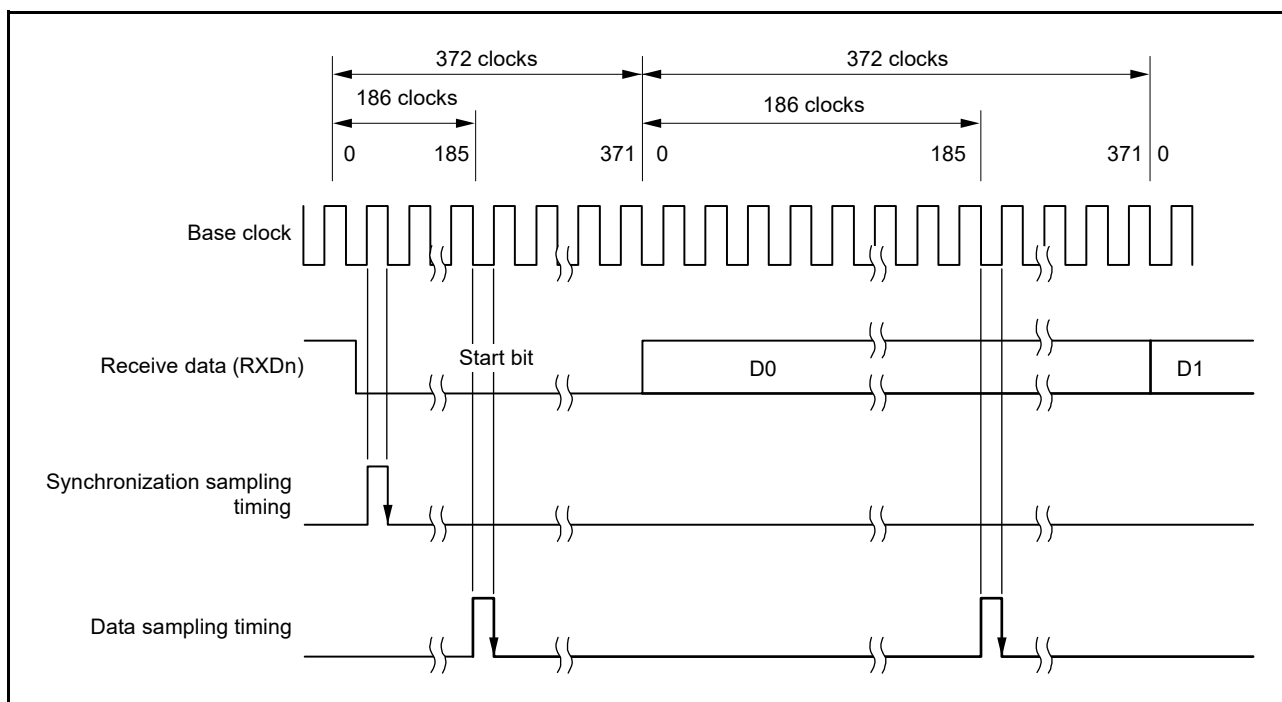 372 clocks 372 clocks
186 clocks 186 clocks
0 185 371 0 185 371 0
Base clock
Receive data (RXDn) Start bit D0 D1
Synchronization sampling
timing
Data sampling timing